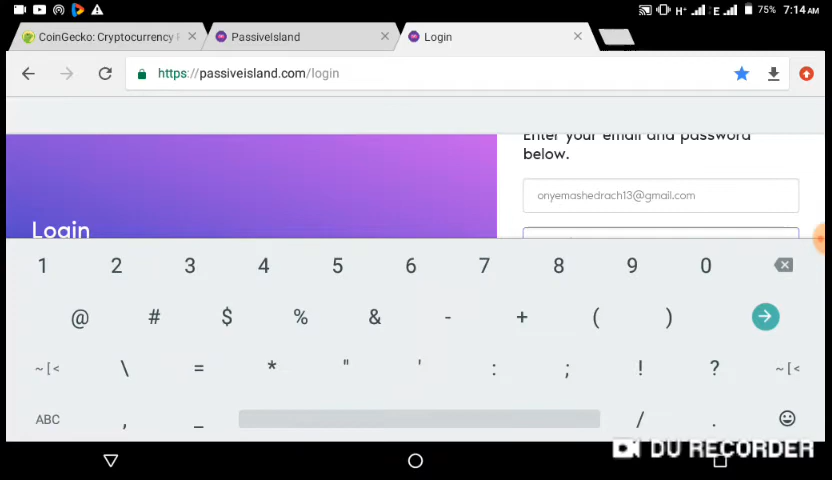 H+ E 75% 7:14 AM
CoinGecko: Cryptocurrency
PassiveIsland
Login
https://passiveisland.com/login
Enter your email and password
below.
onyemashedrach13@gmail.com
Login
1 2 3 4 5 6 7 8 9 0
@ # $ % & - + ( )
~ [ < \ = * " ' : ; ! ? ~ [ <
ABC , _ / .
DU RECORDER